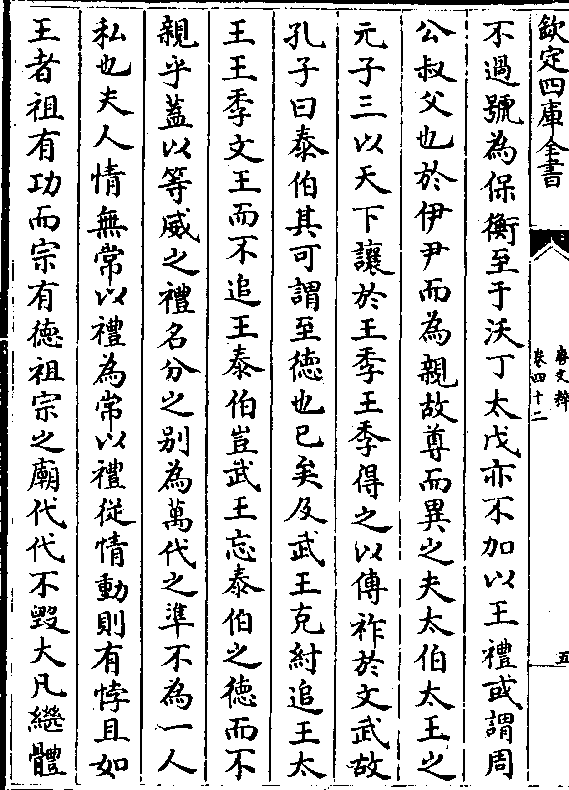 欽定四庫全書
唐文粹
卷四十二
五
不過號為保衡至于沃丁太戊亦不加以王禮或謂周
公叔父也於伊尹而為親故尊而異之夫太伯太王之
元子三以天下讓於王季王季得之以傳祚於文武故
孔子曰泰伯其可謂至徳也已矣及武王克紂追王太
王王季文王而不追王泰伯豈武王忘泰伯之徳而不
親乎蓋以等威之禮名分之别為萬代之準不為一人
私也夫人情無常以禮為常以禮從情動則有悖且如
王者祖有功而宗有徳祖宗之廟代代不毀大凡繼體